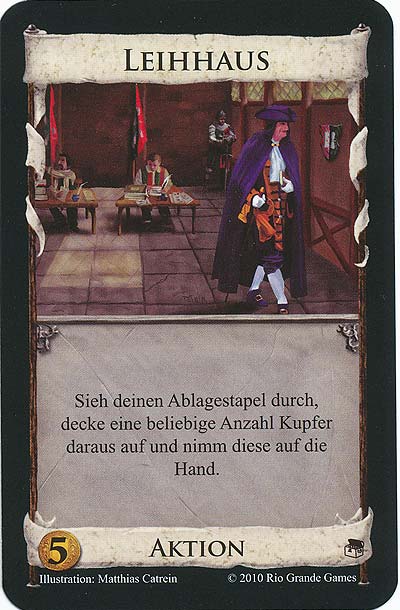 LEIHHAUS
Sieh deinen Ablagestapel durch,
decke eine beliebige Anzahl Kupfer
daraus auf und nimm diese auf die
Hand.
5
AKTION
Illustration: Matthias Catrein © 2010 Rio Grande Games